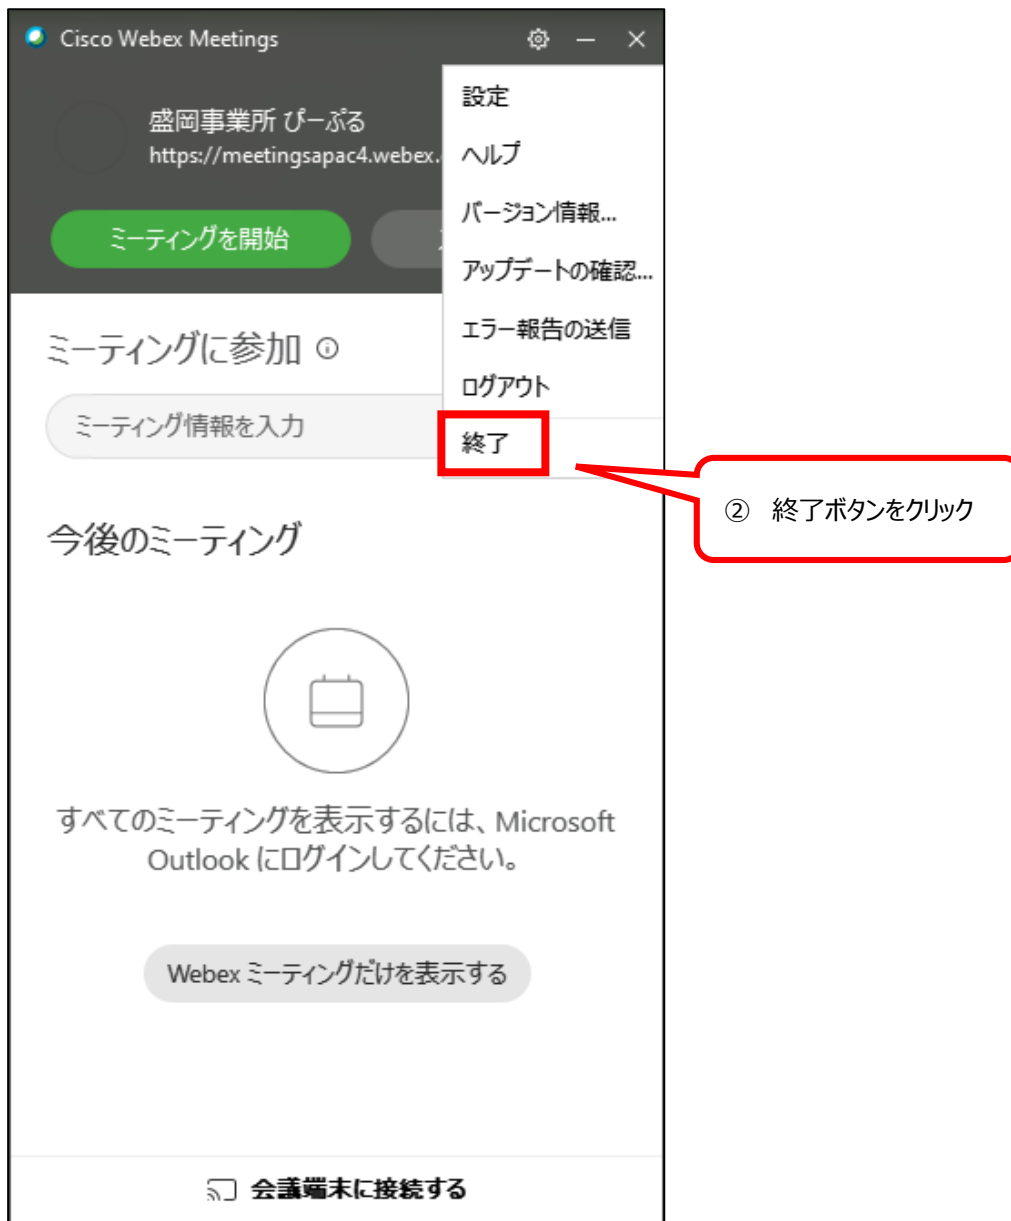 Cisco Webex Meetings
盛岡事業所 ぴーぷる
https://meetingsapac4.webex.
ミーティングを開始
設定
ヘルプ
バージョン情報...
アップデートの確認...
エラー報告の送信
ログアウト
終了
ミーティングに参加
ミーティング情報を入力
② 終了ボタンをクリック
今後のミーティング
すべてのミーティングを表示するには、Microsoft
Outlook にログインしてください。
Webex ミーティングだけを表示する
会議端末に接続する